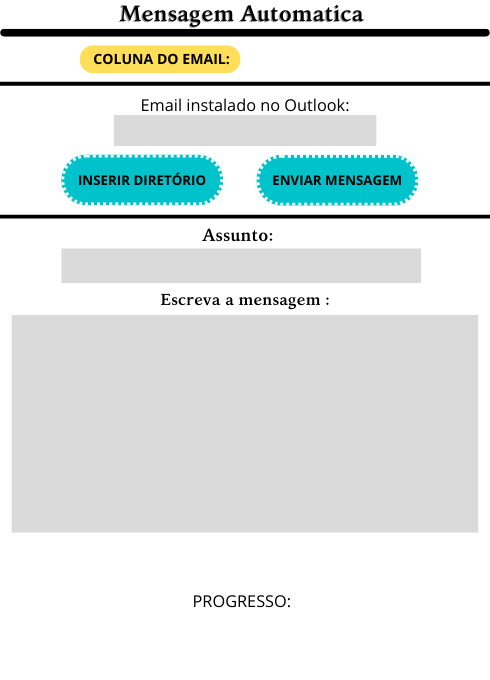 Mensagem Automatica
COLUNA DO EMAIL:
Email instalado no Outlook:
INSERIR DIRETÓRIO
ENVIAR MENSAGEM
Assunto:
Escreva a mensagem :
PROGRESSO: